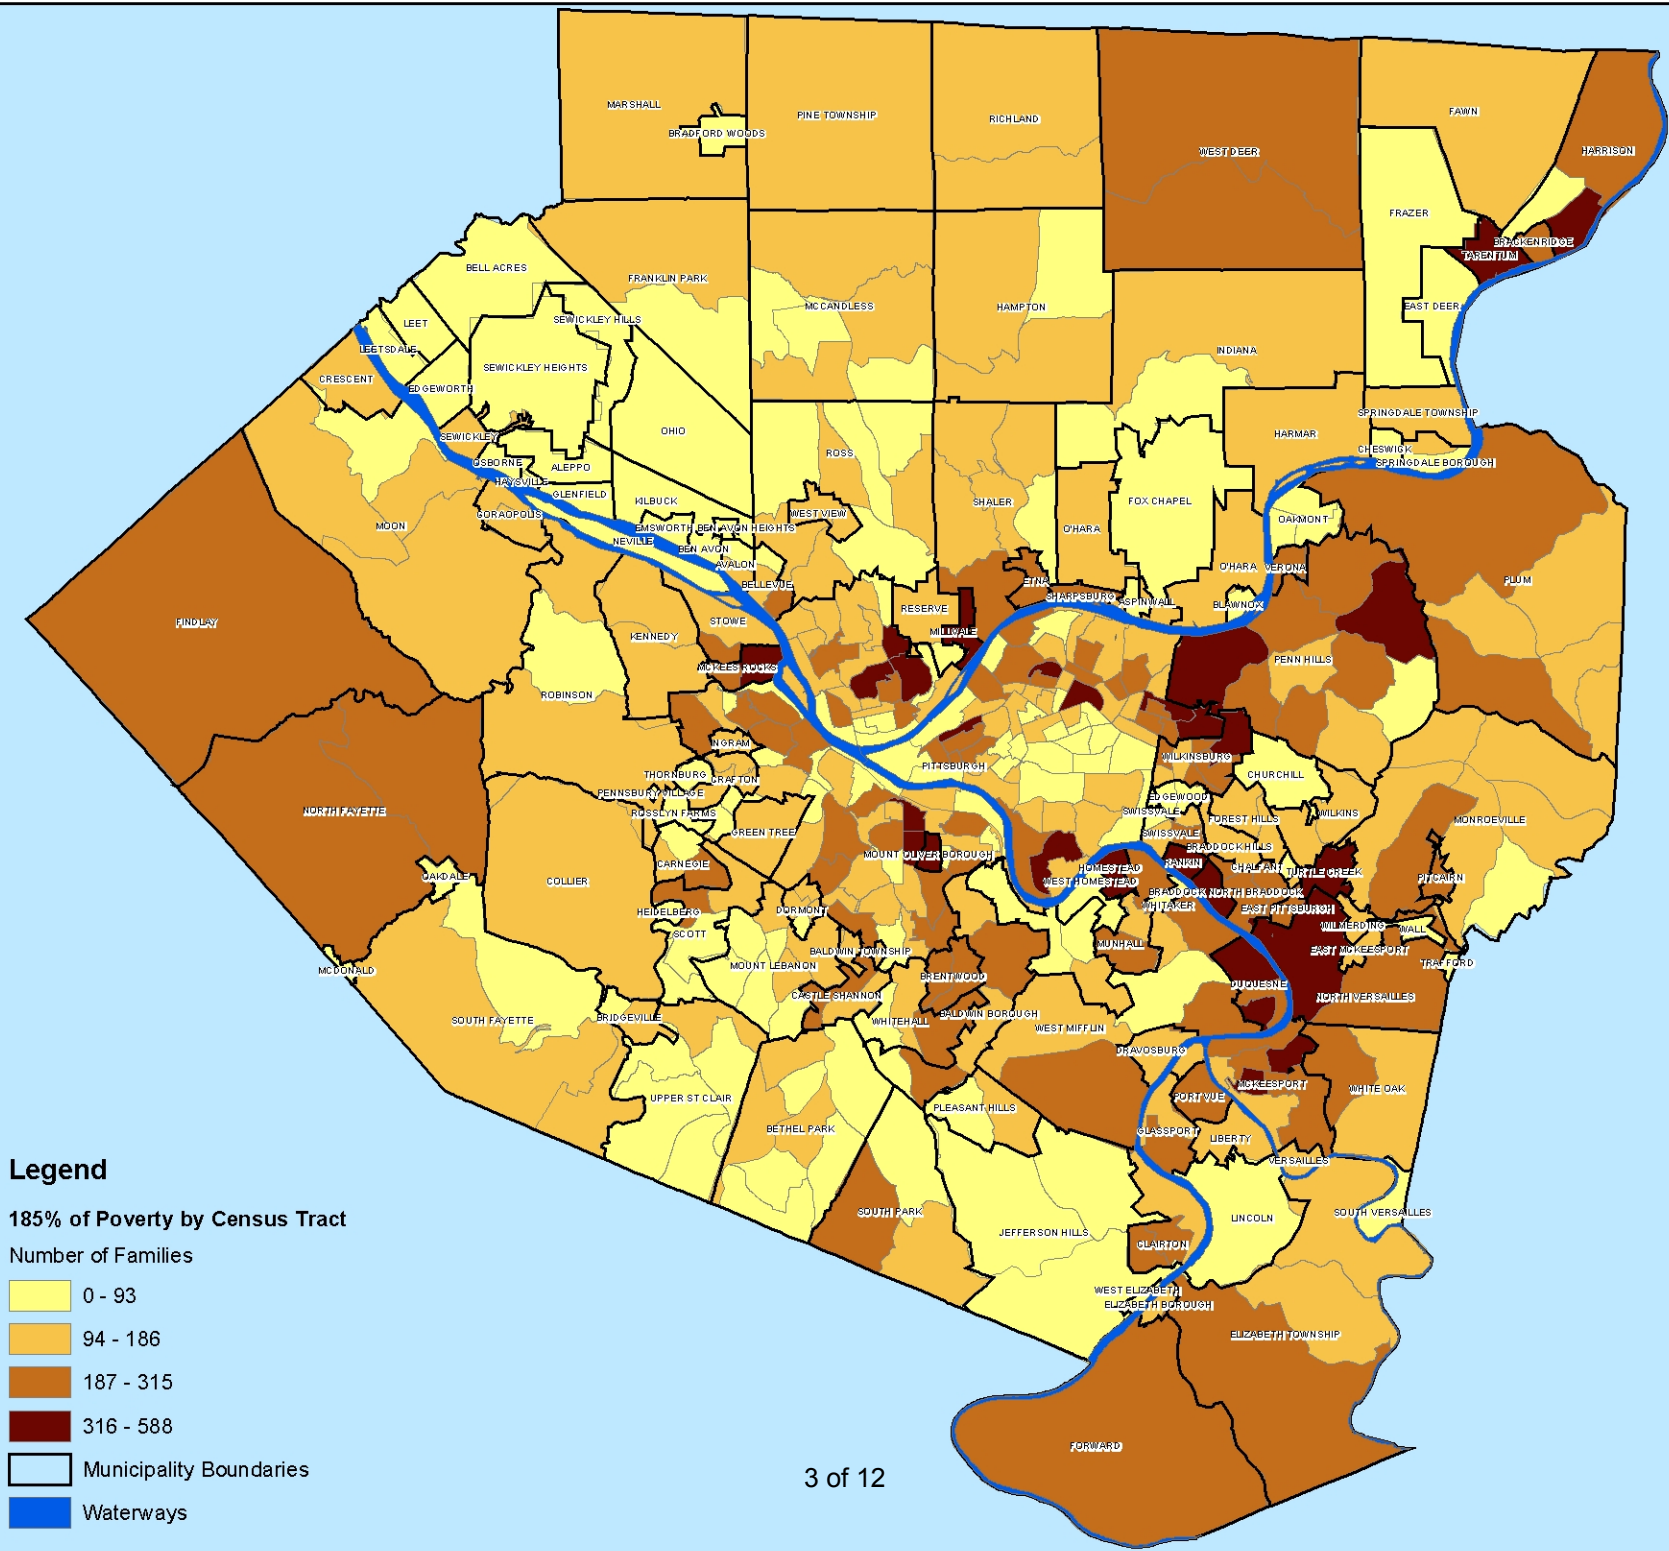 MARSHALL
BRADFORD WOODS
PINE TOWNSHIP
RICHLAND
WEST DEER
FAWN
HARRISON
FRAZER
BRACKENRIDGE
TARENTUM
BELL ACRES
FRANKLIN PARK
MCCANDLESS
HAMPTON
EAST DEER
LEET
SEWICKLEY HILLS
LEETSDALE
SEWICKLEY HEIGHTS
INDIANA
CRESCENT
EDGEWORTH
SPRINGDALE TOWNSHIP
SEWICKLEY
OHIO
HARMAR
CHESWICK
ROSS
OSBORNE
ALEPPO
SPRINGDALE BOROUGH
HAYSVILLE
GLENFIELD
KILBUCK
SHALER
FOX CHAPEL
GORAOPOLIS
WEST VIEW
OAKMONT
MOON
EMSWORTH
BEN AVON HEIGHTS
O'HARA
NEVILLE
BEN AVON
AVALON
O'HARA
VERONA
BELLEVUE
ETNA
PLUM
SHARPSBURG
ASPINWALL
BLAWNOX
RESERVE
FINDLAY
STOWE
KENNEDY
MILLVALE
MCKEES ROCKS
PENN HILLS
ROBINSON
INGRAM
WILKINSBURG
PITTSBURGH
THORNBURG
CRAFTON
CHURCHILL
PENNSBURY VILLAGE
EDGEWOOD
NORTH FAYETTE
ROSSLYN FARMS
SWISSVALE
FOREST HILLS
WILKINS
MONROEVILLE
GREEN TREE
SWISSVALE
BRADDOCK HILLS
CARNEGIE
MOUNT OLIVER BOROUGH
HOMESTEAD
RANKIN
CHALFANT
TURTLE CREEK
OAKDALE
COLLIER
WEST HOMESTEAD
PITCAIRN
BRADDOCK
NORTH BRADDOCK
HEIDELBERG
DORMONT
WHITAKER
EAST PITTSBURGH
SCOTT
WILMERDING
WALL
MUNHALL
BALDWIN TOWNSHIP
EAST MCKEESPORT
MCDONALD
MOUNT LEBANON
BRENTWOOD
TRAFFORD
DUQUESNE
CASTLE SHANNON
NORTH VERSAILLES
SOUTH FAYETTE
BRIDGEVILLE
WHITEHALL
BALDWIN BOROUGH
WEST MIFFLIN
DRAVOSBURG
MCKEESPORT
WHITE OAK
UPPER ST CLAIR
PORT VUE
PLEASANT HILLS
BETHEL PARK
GLASSPORT
LIBERTY
VERSAILLES
SOUTH PARK
LINCOLN
SOUTH VERSAILLES
JEFFERSON HILLS
CLAIRTON
WEST ELIZABETH
ELIZABETH BOROUGH
ELIZABETH TOWNSHIP
FORWARD
Legend
185% of Poverty by Census Tract
Number of Families
0 - 93
94 - 186
187 - 315
316 - 588
Municipality Boundaries
Waterways
3 of 12